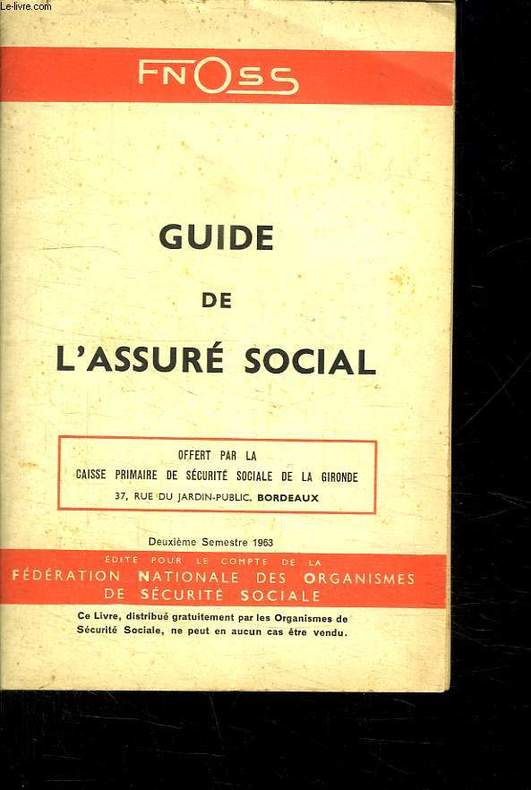 Le-livre.com
FNOSS
GUIDE
DE
L'ASSURÉ SOCIAL
OFFERT PAR LA
CAISSE PRIMAIRE DE SÉCURITÉ SOCIALE DE LA GIRONDE
37, RUE DU JARDIN-PUBLIC. BORDEAUX
Deuxième Semestre 1963
ÉDITÉ POUR LE COMPTE DE LA
FÉDÉRATION NATIONALE DES ORGANISMES
DE SÉCURITÉ SOCIALE
Ce Livre, distribué gratuitement par les Organismes de
Sécurité Sociale, ne peut en aucun cas être vendu.